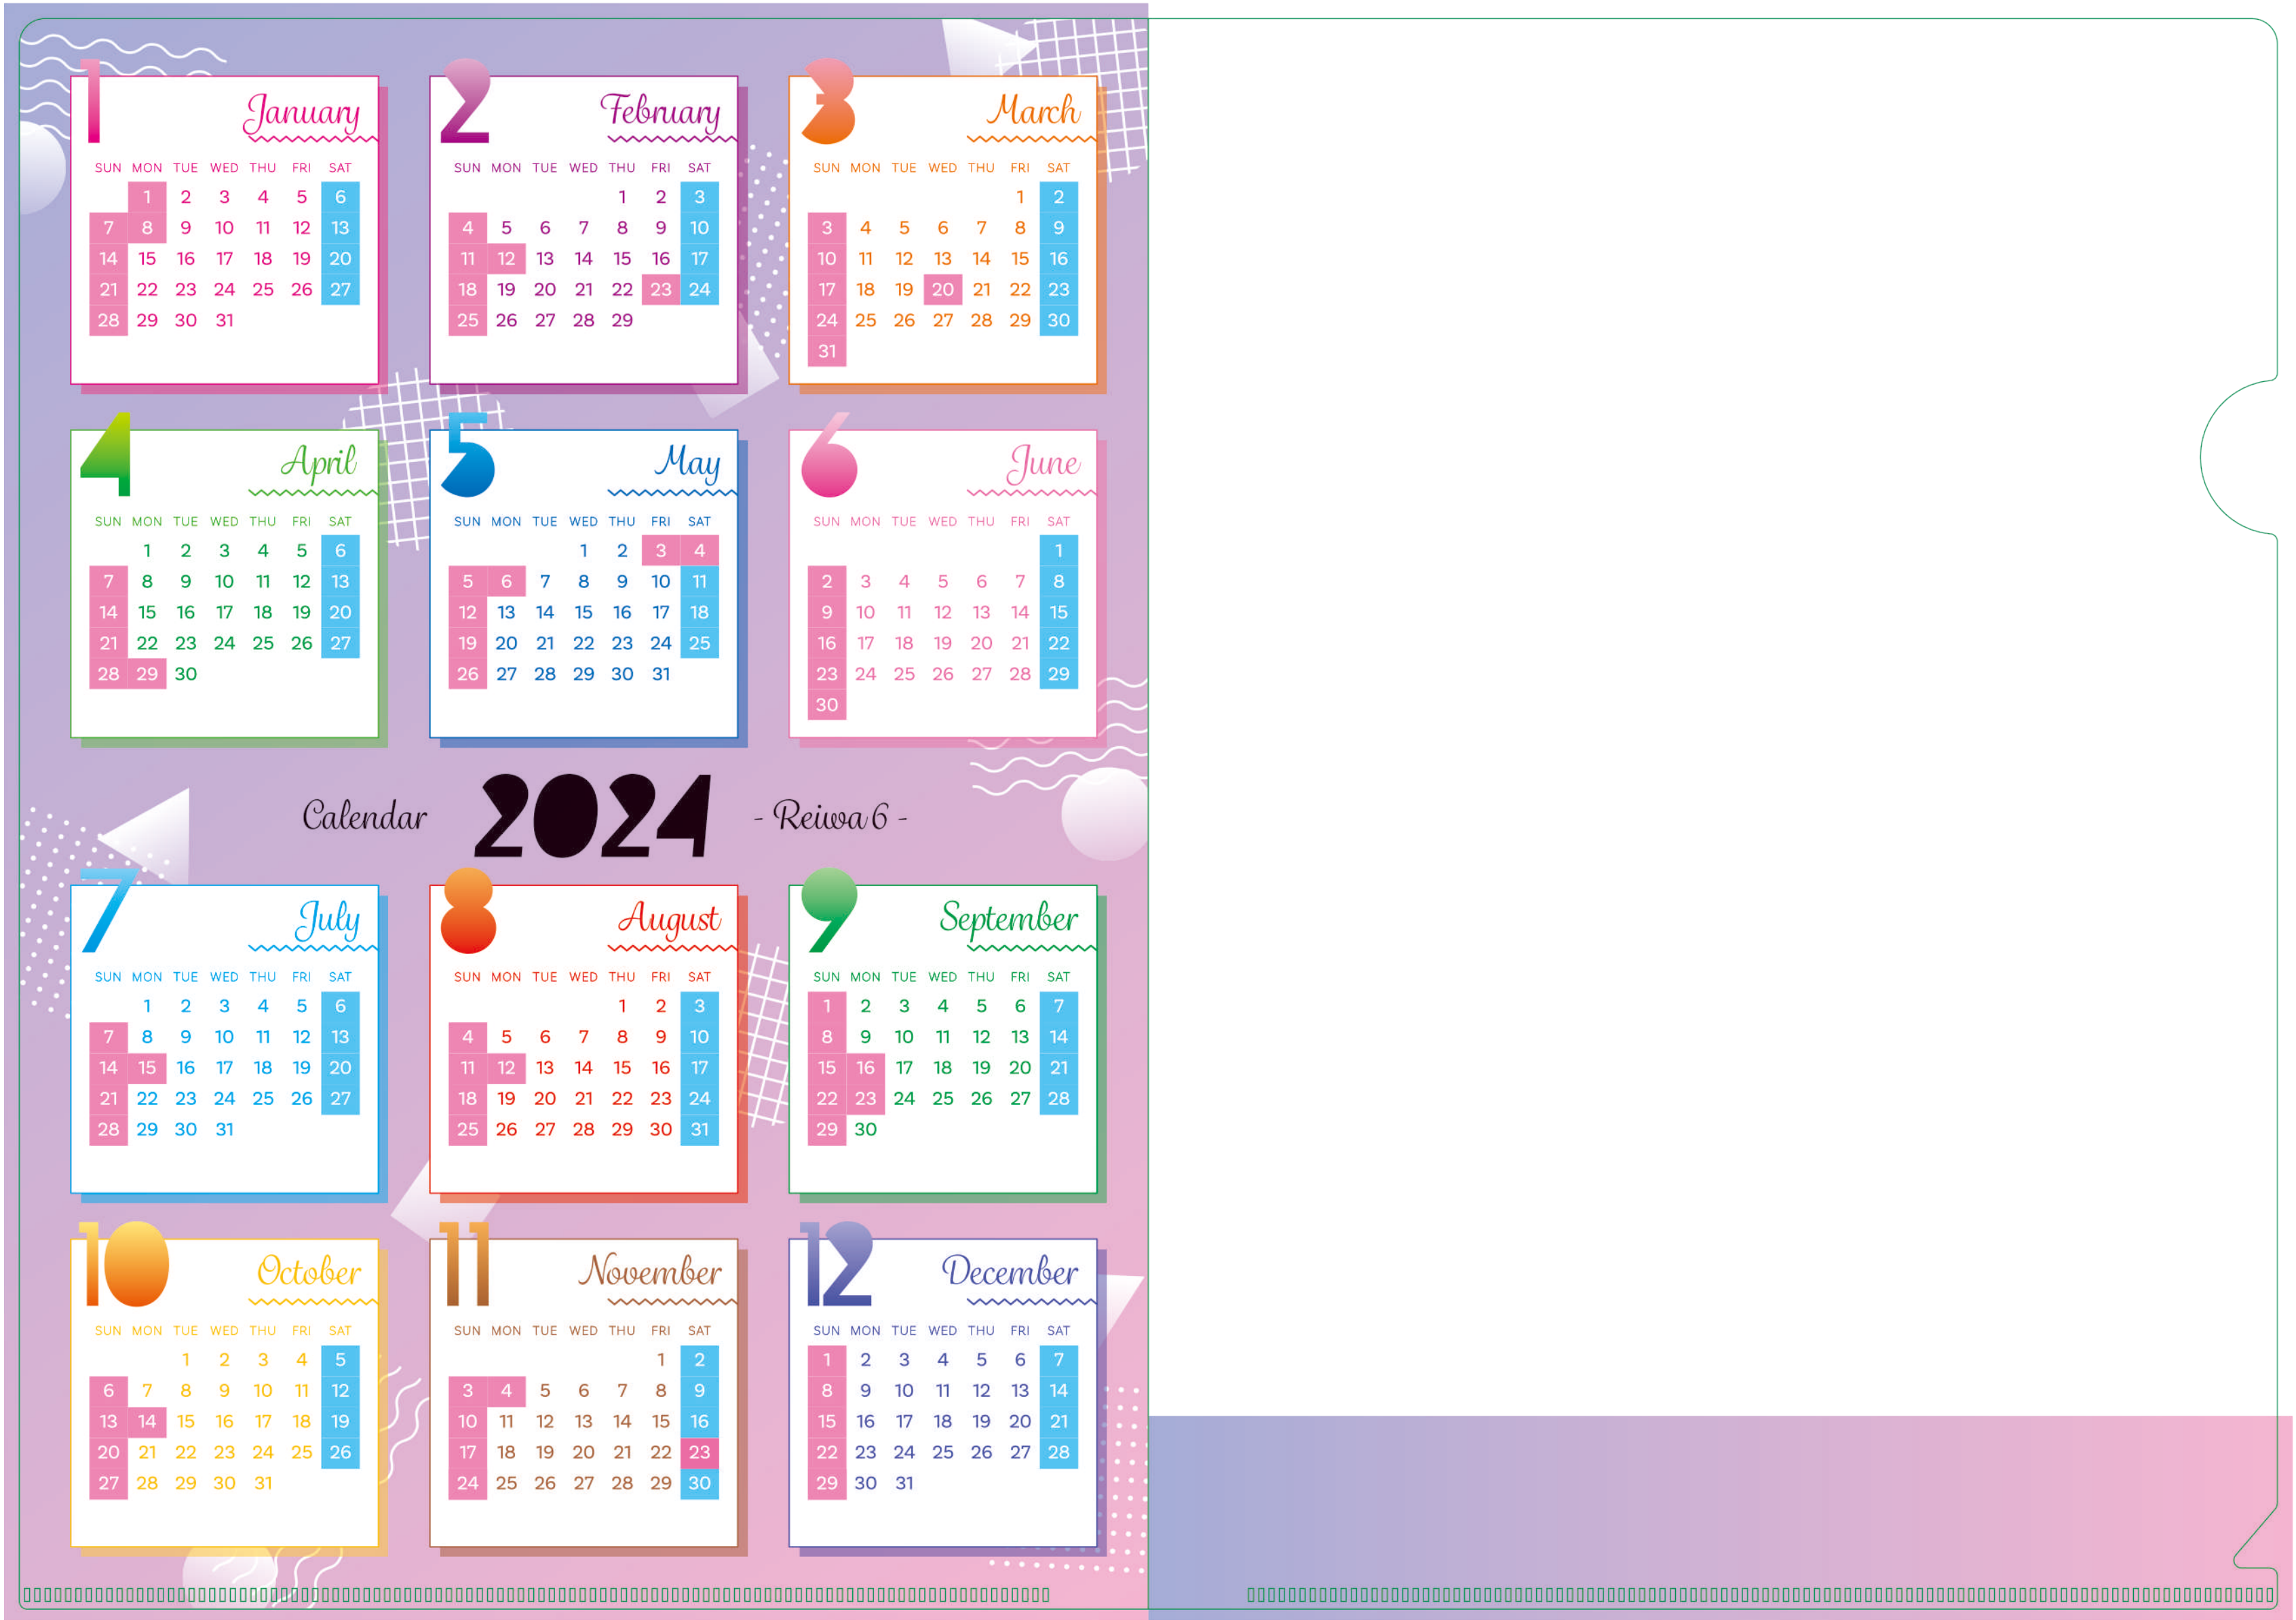 1 January
SUN MON TUE WED THU FRI SAT
1 2 3 4 5 6
7 8 9 10 11 12 13
14 15 16 17 18 19 20
21 22 23 24 25 26 27
28 29 30 31
2 February
SUN MON TUE WED THU FRI SAT
1 2 3
4 5 6 7 8 9 10
11 12 13 14 15 16 17
18 19 20 21 22 23 24
25 26 27 28 29
3 March
SUN MON TUE WED THU FRI SAT
1 2
3 4 5 6 7 8 9
10 11 12 13 14 15 16
17 18 19 20 21 22 23
24 25 26 27 28 29 30
31
4 April
SUN MON TUE WED THU FRI SAT
1 2 3 4 5 6
7 8 9 10 11 12 13
14 15 16 17 18 19 20
21 22 23 24 25 26 27
28 29 30
5 May
SUN MON TUE WED THU FRI SAT
1 2 3 4
5 6 7 8 9 10 11
12 13 14 15 16 17 18
19 20 21 22 23 24 25
26 27 28 29 30 31
6 June
SUN MON TUE WED THU FRI SAT
1
2 3 4 5 6 7 8
9 10 11 12 13 14 15
16 17 18 19 20 21 22
23 24 25 26 27 28 29
30
Calendar 2024 - Reiwa 6 -
7 July
SUN MON TUE WED THU FRI SAT
1 2 3 4 5 6
7 8 9 10 11 12 13
14 15 16 17 18 19 20
21 22 23 24 25 26 27
28 29 30 31
8 August
SUN MON TUE WED THU FRI SAT
1 2 3
4 5 6 7 8 9 10
11 12 13 14 15 16 17
18 19 20 21 22 23 24
25 26 27 28 29 30 31
9 September
SUN MON TUE WED THU FRI SAT
1 2 3 4 5 6 7
8 9 10 11 12 13 14
15 16 17 18 19 20 21
22 23 24 25 26 27 28
29 30
10 October
SUN MON TUE WED THU FRI SAT
1 2 3 4 5
6 7 8 9 10 11 12
13 14 15 16 17 18 19
20 21 22 23 24 25 26
27 28 29 30 31
11 November
SUN MON TUE WED THU FRI SAT
1 2
3 4 5 6 7 8 9
10 11 12 13 14 15 16
17 18 19 20 21 22 23
24 25 26 27 28 29 30
12 December
SUN MON TUE WED THU FRI SAT
1 2 3 4 5 6 7
8 9 10 11 12 13 14
15 16 17 18 19 20 21
22 23 24 25 26 27 28
29 30 31